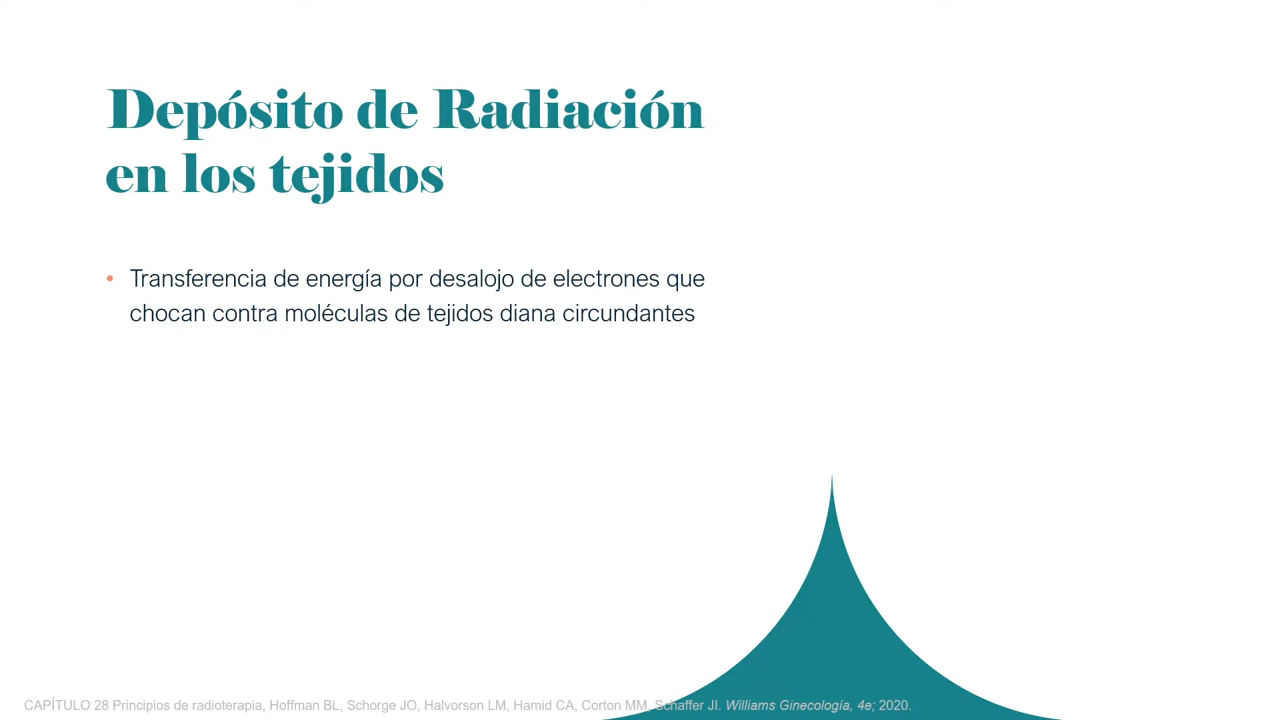 Depósito de Radiación
en los tejidos
• Transferencia de energía por desalojo de electrones que
chocan contra moléculas de tejidos diana circundantes
CAPÍTULO 28 Principios de radioterapia, Hoffman BL, Schorge JO, Halvorson LM, Hamid CA, Corton MM, Schaffer JI. Williams Ginecología, 4e; 2020.